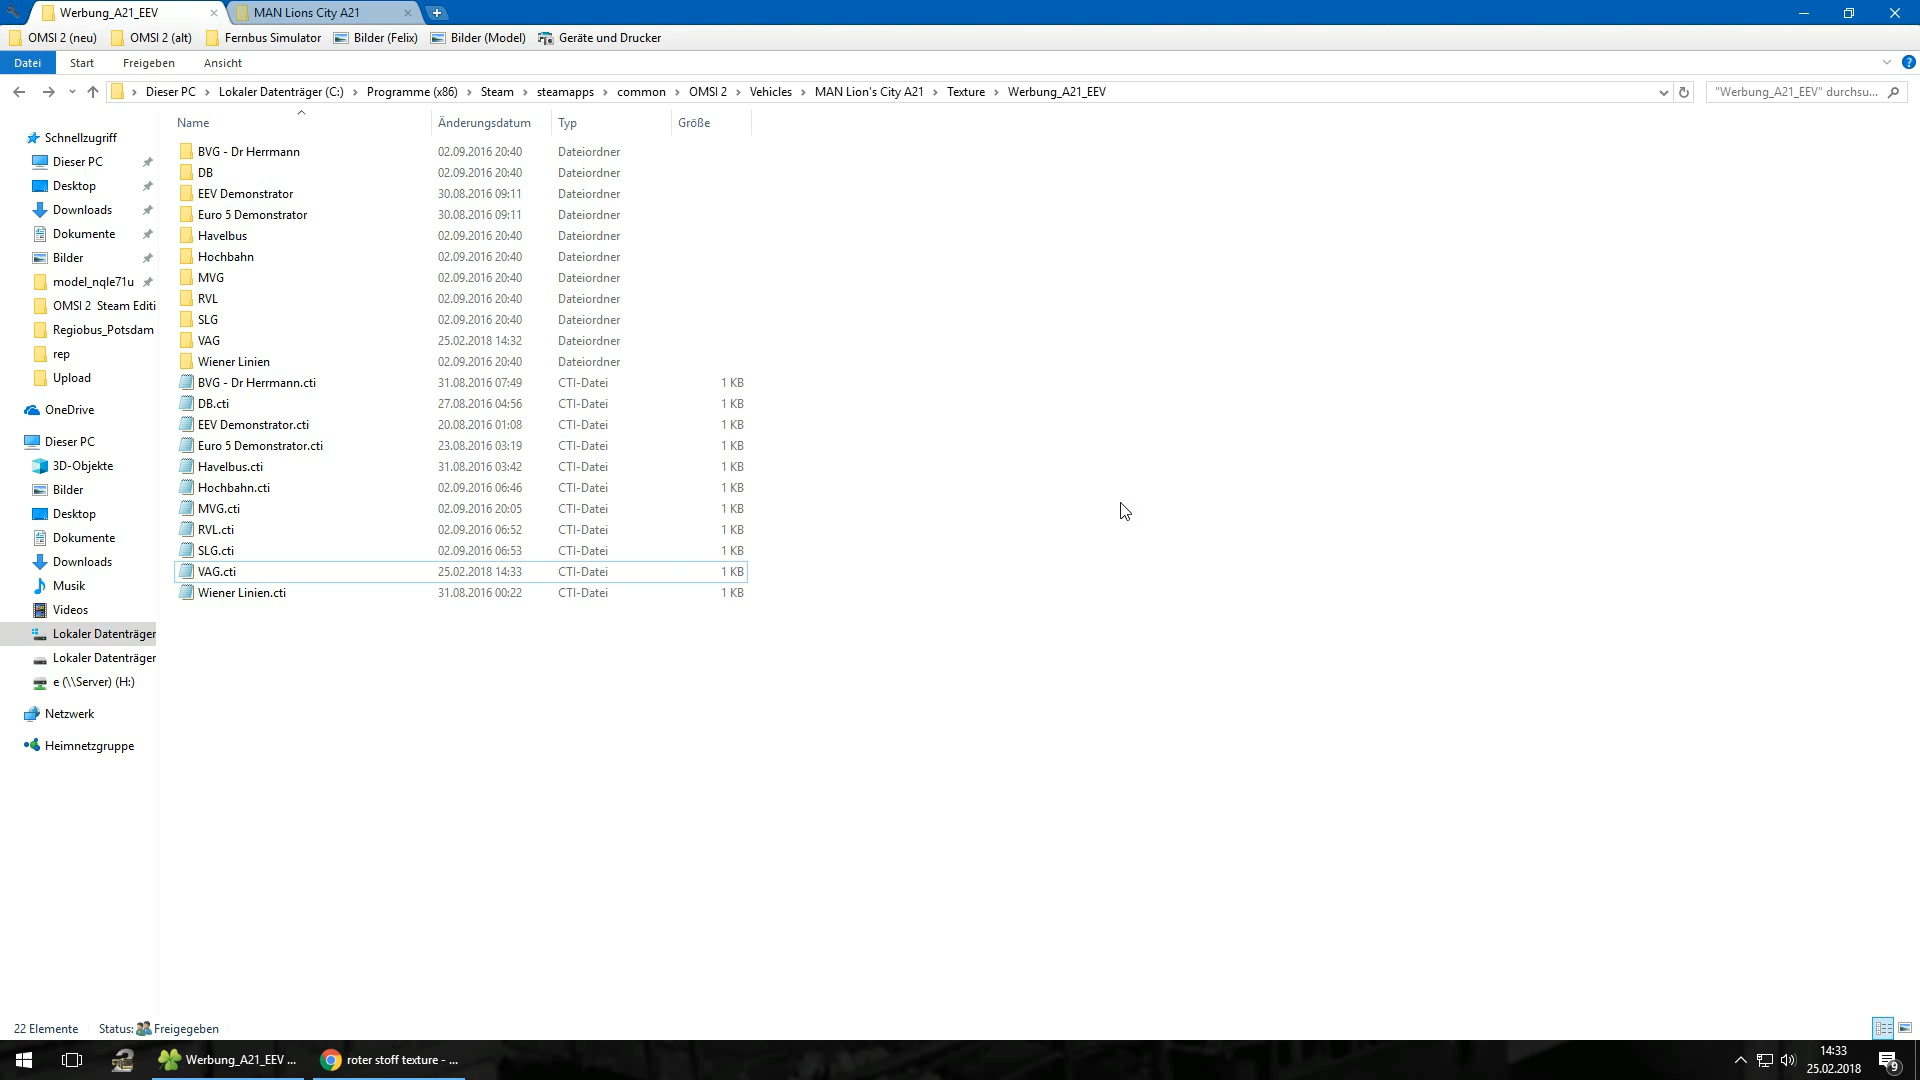 Werbung_A21_EEV
MAN Lions City A21
OMSI 2 (neu)
OMSI 2 (alt)
Fernbus Simulator
Bilder (Felix)
Bilder (Model)
Geräte und Drucker
Datei
Start
Freigeben
Ansicht
?
Dieser PC
Lokaler Datenträger (C:)
Programme (x86)
Steam
steamapps
common
OMSI 2
Vehicles
MAN Lion's City A21
Texture
Werbung_A21_EEV
"Werbung_A21_EEV" durchsu...
Name Änderungsdatum Typ Größe
Schnellzugriff
Dieser PC
Desktop
Downloads
Dokumente
Bilder
model_nqle71u
OMSI 2 Steam Editi
Regiobus_Potsdam
rep
Upload
OneDrive
Dieser PC
3D-Objekte
Bilder
Desktop
Dokumente
Downloads
Musik
Videos
Lokaler Datenträger
Lokaler Datenträger
e (\\Server) (H:)
Netzwerk
Heimnetzgruppe
BVG - Dr Herrmann 02.09.2016 20:40 Dateiordner
DB 02.09.2016 20:40 Dateiordner
EEV Demonstrator 30.08.2016 09:11 Dateiordner
Euro 5 Demonstrator 30.08.2016 09:11 Dateiordner
Havelbus 02.09.2016 20:40 Dateiordner
Hochbahn 02.09.2016 20:40 Dateiordner
MVG 02.09.2016 20:40 Dateiordner
RVL 02.09.2016 20:40 Dateiordner
SLG 02.09.2016 20:40 Dateiordner
VAG 25.02.2018 14:32 Dateiordner
Wiener Linien 02.09.2016 20:40 Dateiordner
BVG - Dr Herrmann.cti 31.08.2016 07:49 CTI-Datei 1 KB
DB.cti 27.08.2016 04:56 CTI-Datei 1 KB
EEV Demonstrator.cti 20.08.2016 01:08 CTI-Datei 1 KB
Euro 5 Demonstrator.cti 23.08.2016 03:19 CTI-Datei 1 KB
Havelbus.cti 31.08.2016 03:42 CTI-Datei 1 KB
Hochbahn.cti 02.09.2016 06:46 CTI-Datei 1 KB
MVG.cti 02.09.2016 20:05 CTI-Datei 1 KB
RVL.cti 02.09.2016 06:52 CTI-Datei 1 KB
SLG.cti 02.09.2016 06:53 CTI-Datei 1 KB
VAG.cti 25.02.2018 14:33 CTI-Datei 1 KB
Wiener Linien.cti 31.08.2016 00:22 CTI-Datei 1 KB
22 Elemente
Status: Freigegeben
Werbung_A21_EEV ...
roter stoff texture - ...
14:33
25.02.2018
9